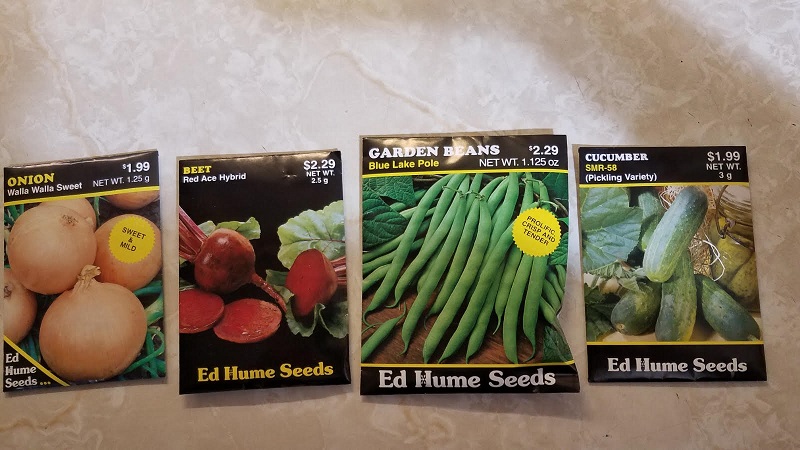 ONION
Walla Walla Sweet
$1.99
NET WT. 1.25 g
SWEET
&
MILD
Ed
Hume
Seeds...
BEET
Red Ace Hybrid
$2.29
NET WT.
2.5 g
Ed Hume Seeds
GARDEN BEANS
$2.29
Blue Lake Pole
NET WT. 1.125 oz
PROLIFIC,
CRISP AND
TENDER
Ed Hume Seeds
CUCUMBER
SMR-58
(Pickling Variety)
$1.99
NET WT.
3 g
Ed Hume Seeds